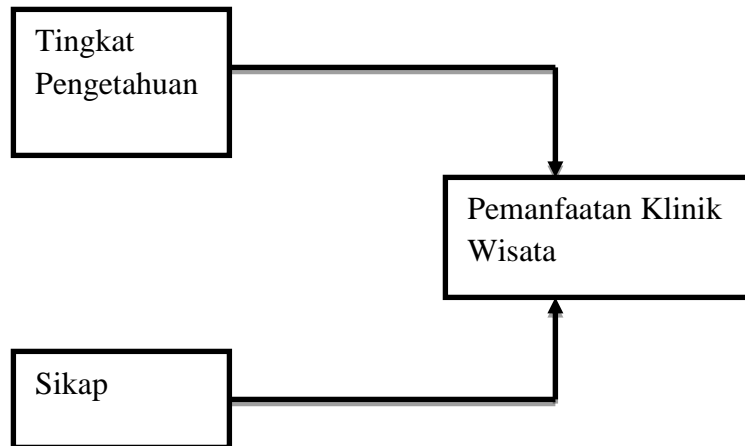 Tingkat
Pengetahuan
Pemanfaatan Klinik
Wisata
Sikap